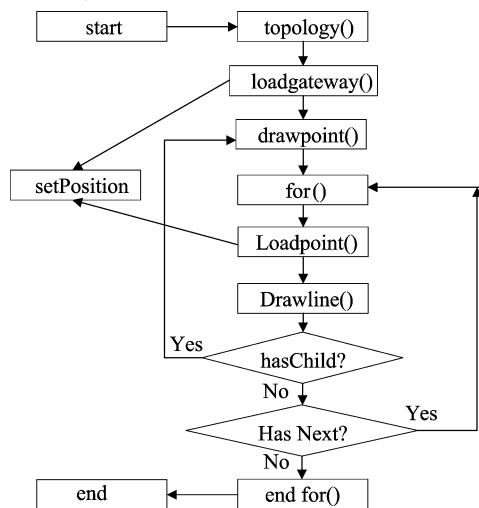 start
topology()
loadgateway()
drawpoint()
setPosition
for()
Loadpoint()
Drawline()
Yes
hasChild?
No
Yes
Has Next?
No
end
end for()